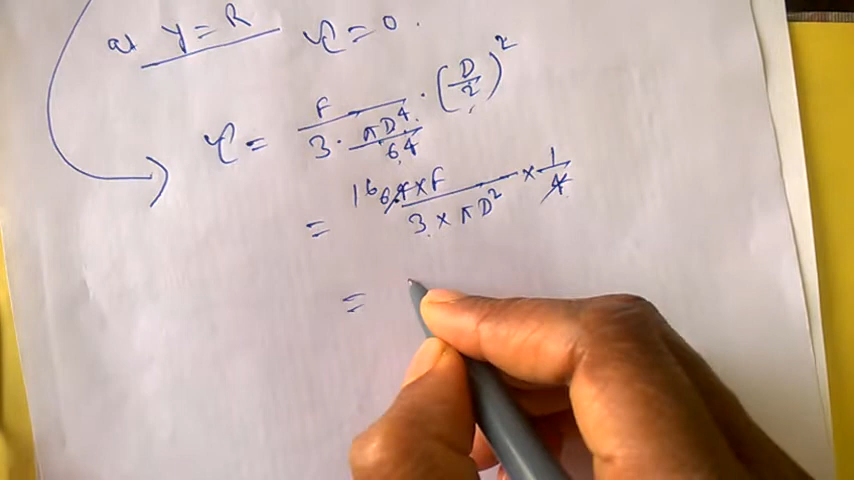 at y = R τ = 0.
τ = F / (3 · πD⁴/64) · (D/2)²
= 16 64 × F / (3 × πD²) × 1/4
=